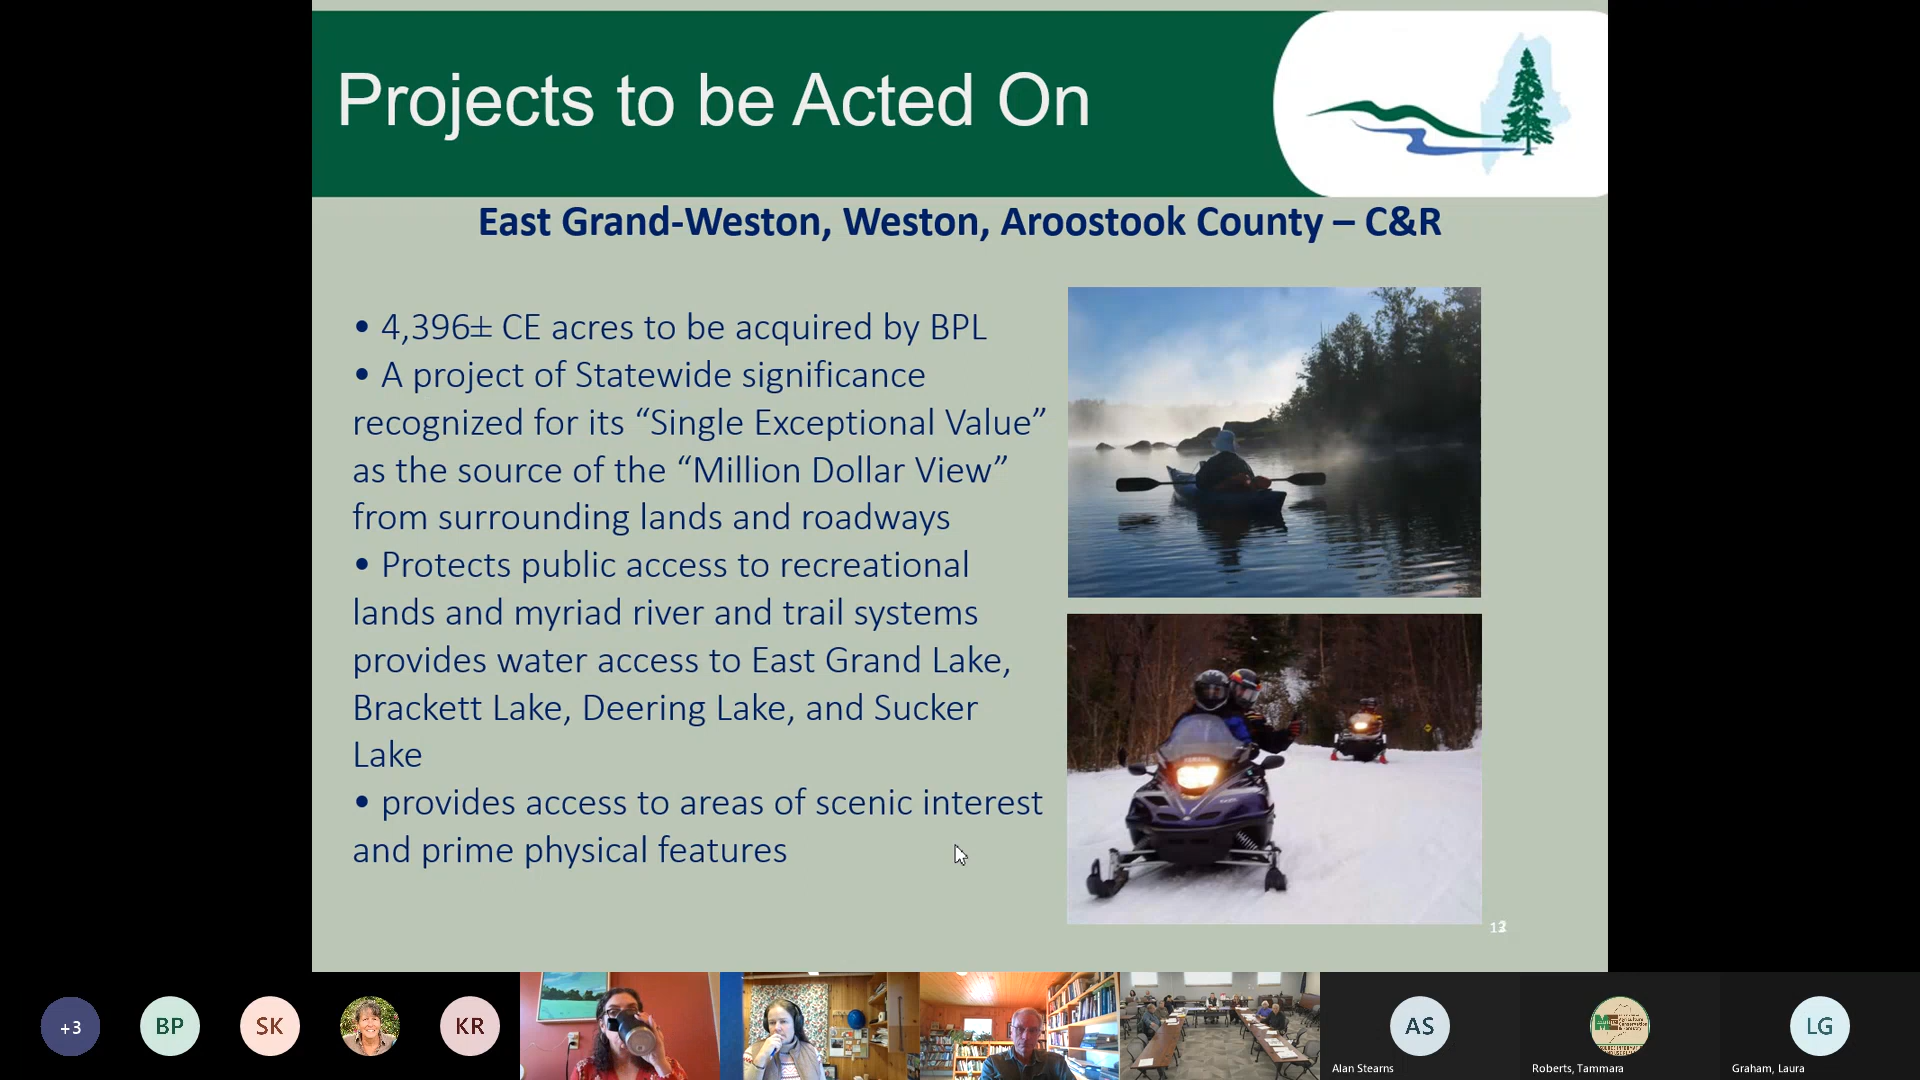 Projects to be Acted On
East Grand-Weston, Weston, Aroostook County – C&R
• 4,396± CE acres to be acquired by BPL
• A project of Statewide significance
recognized for its “Single Exceptional Value”
as the source of the “Million Dollar View”
from surrounding lands and roadways
• Protects public access to recreational
lands and myriad river and trail systems
provides water access to East Grand Lake,
Brackett Lake, Deering Lake, and Sucker
Lake
• provides access to areas of scenic interest
and prime physical features
+3
BP
SK
KR
AS
LG
Alan Stearns
Roberts, Tammara
Graham, Laura